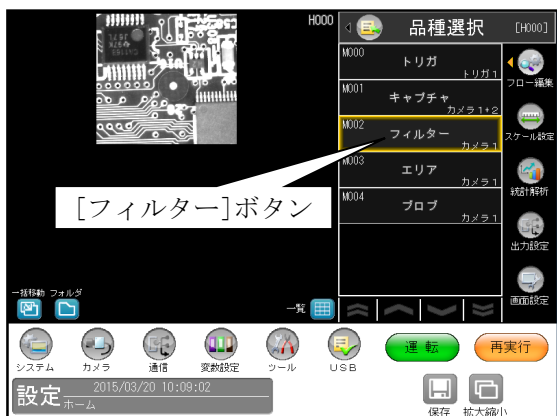 H000
品種選択
[H000]
M000
トリガ
トリガ1
M001
キャプチャ
カメラ1+2
M002
フィルター
カメラ1
M003
エリア
カメラ1
M004
ブロブ
カメラ1
フロー編集
スケール設定
統計解析
出力設定
画面設定
[フィルター]ボタン
一括移動 フォルダ
一覧
システム
カメラ
通信
変数設定
ツール
USB
運転
再実行
設定
2015/03/20 10:09:02
ホーム
保存
拡大縮小